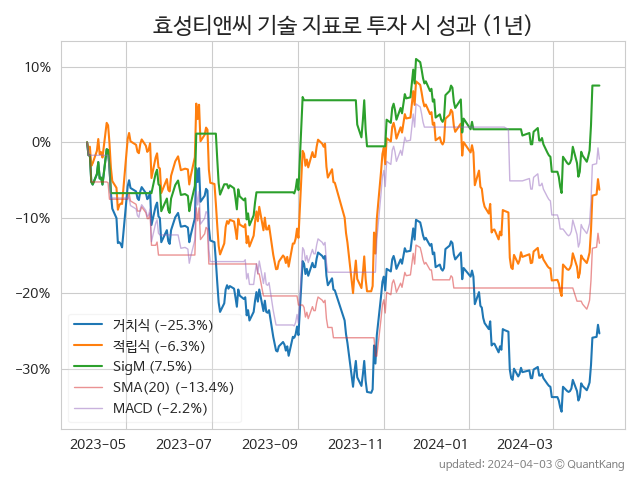 효성티앤씨 기술 지표로 투자 시 성과 (1년)
10%
0%
−10%
−20%
−30%
거치식 (−25.3%)
적립식 (−6.3%)
SigM (7.5%)
SMA(20) (−13.4%)
MACD (−2.2%)
2023−05 2023−07 2023−09 2023−11 2024−01 2024−03
updated: 2024−04−03 © QuantKang